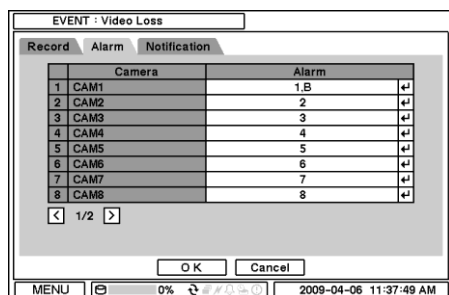 EVENT : Video Loss
Record Alarm Notification
Camera Alarm
1 CAM1 1,B
2 CAM2 2
3 CAM3 3
4 CAM4 4
5 CAM5 5
6 CAM6 6
7 CAM7 7
8 CAM8 8
< 1/2 >
OK Cancel
MENU 0% 2009-04-06 11:37:49 AM